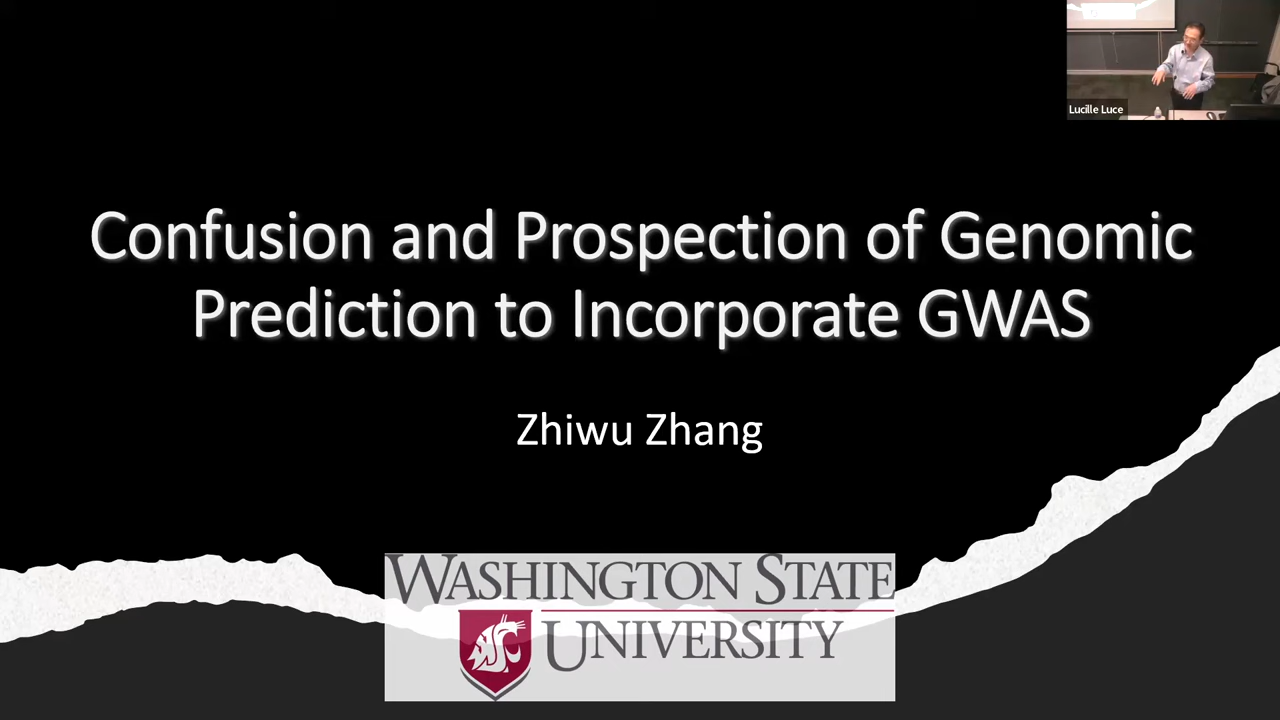 Lucille Luce
Confusion and Prospection of Genomic
Prediction to Incorporate GWAS
Zhiwu Zhang
WASHINGTON STATE
UNIVERSITY